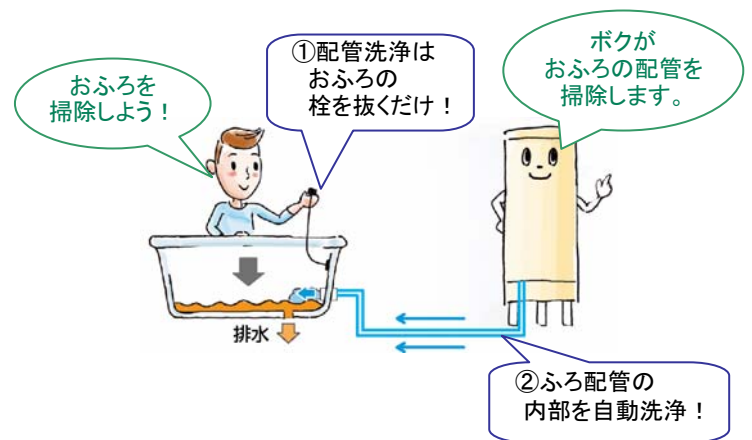 おふろを
掃除しよう！
①配管洗浄は
おふろの
栓を抜くだけ！
ボクが
おふろの配管を
掃除します。
排水
②ふろ配管の
内部を自動洗浄！